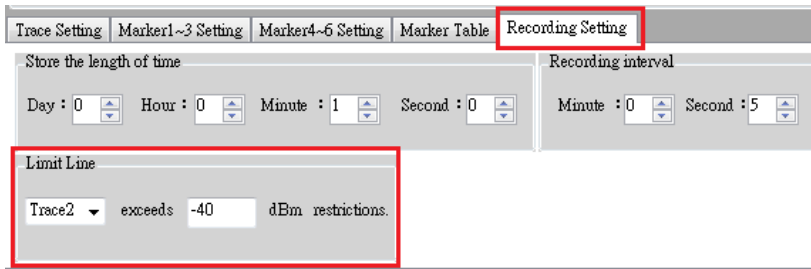 Trace Setting Marker1~3 Setting Marker4~6 Setting Marker Table Recording Setting
Store the length of time Recording interval
Day : 0 Hour : 0 Minute : 1 Second : 0 Minute : 0 Second : 5
Limit Line
Trace2 exceeds -40 dBm restrictions.